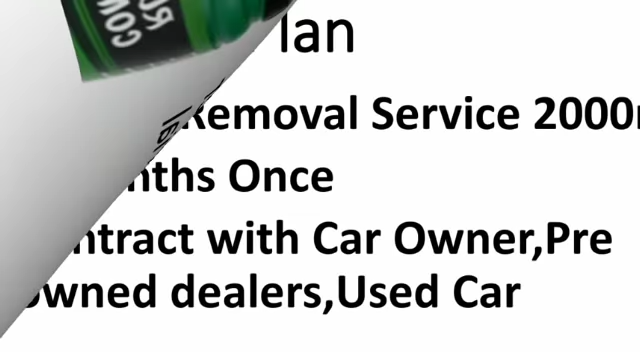 lan
Removal Service 2000
nths Once
ntract with Car Owner,Pre
owned dealers,Used Car